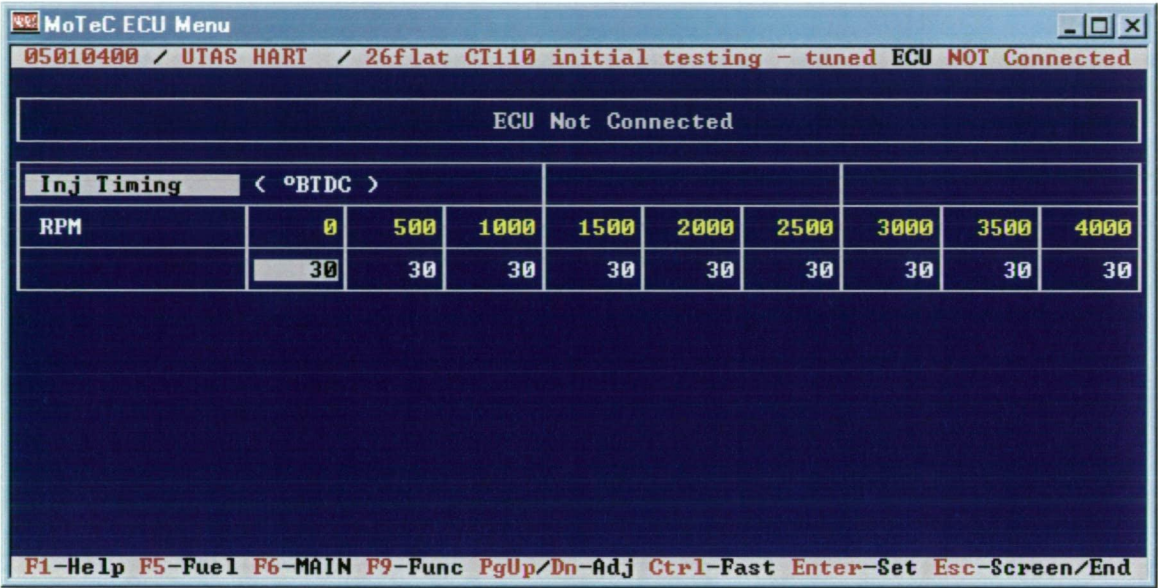 MoTeC ECU Menu
05010400 / UTAS HART / 26flat CT110 initial testing - tuned ECU NOT Connected
ECU Not Connected
Inj Timing ( ºBTDC )
RPM 0 500 1000 1500 2000 2500 3000 3500 4000
30 30 30 30 30 30 30 30 30
F1-Help F5-Fuel F6-MAIN F9-Func PgUp/Dn-Adj Ctrl-Fast Enter-Set Esc-Screen/End